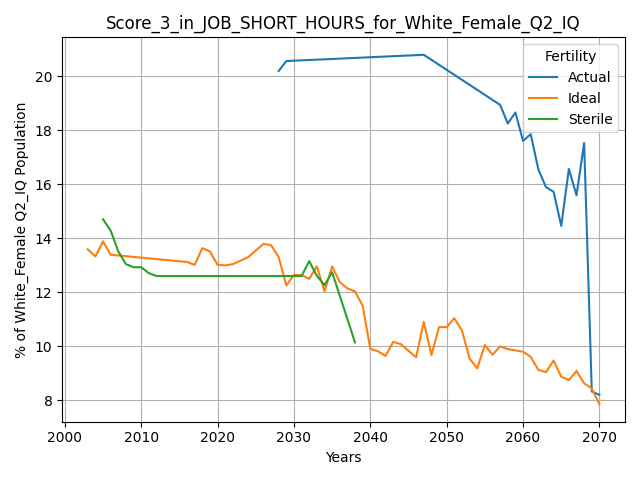 Score_3_in_JOB_SHORT_HOURS_for_White_Female_Q2_IQ
Fertility
Actual
Ideal
Sterile
% of White_Female Q2_IQ Population
20
18
16
14
12
10
8
2000 2010 2020 2030 2040 2050 2060 2070
Years